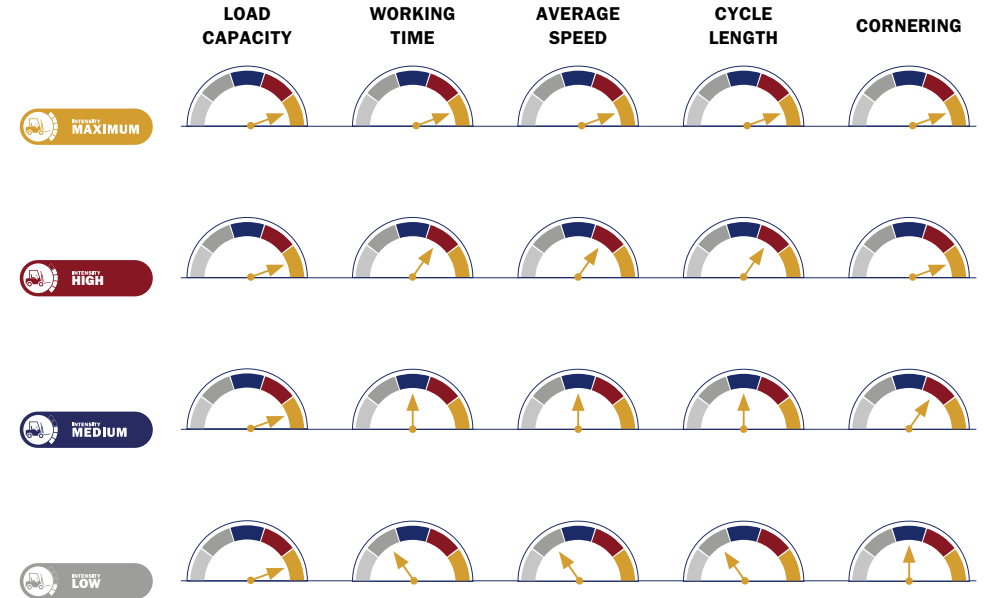 LOAD
CAPACITY
WORKING
TIME
AVERAGE
SPEED
CYCLE
LENGTH
CORNERING
INTENSITY
MAXIMUM
INTENSITY
HIGH
INTENSITY
MEDIUM
INTENSITY
LOW